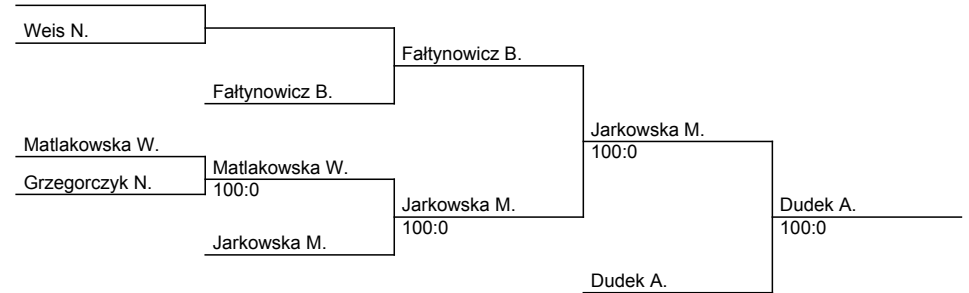 Weis N.
Fałtynowicz B.
Fałtynowicz B.
Jarkowska M.
100:0
Matlakowska W.
Matlakowska W.
100:0
Grzegorczyk N.
Jarkowska M.
100:0
Dudek A.
100:0
Jarkowska M.
Dudek A.